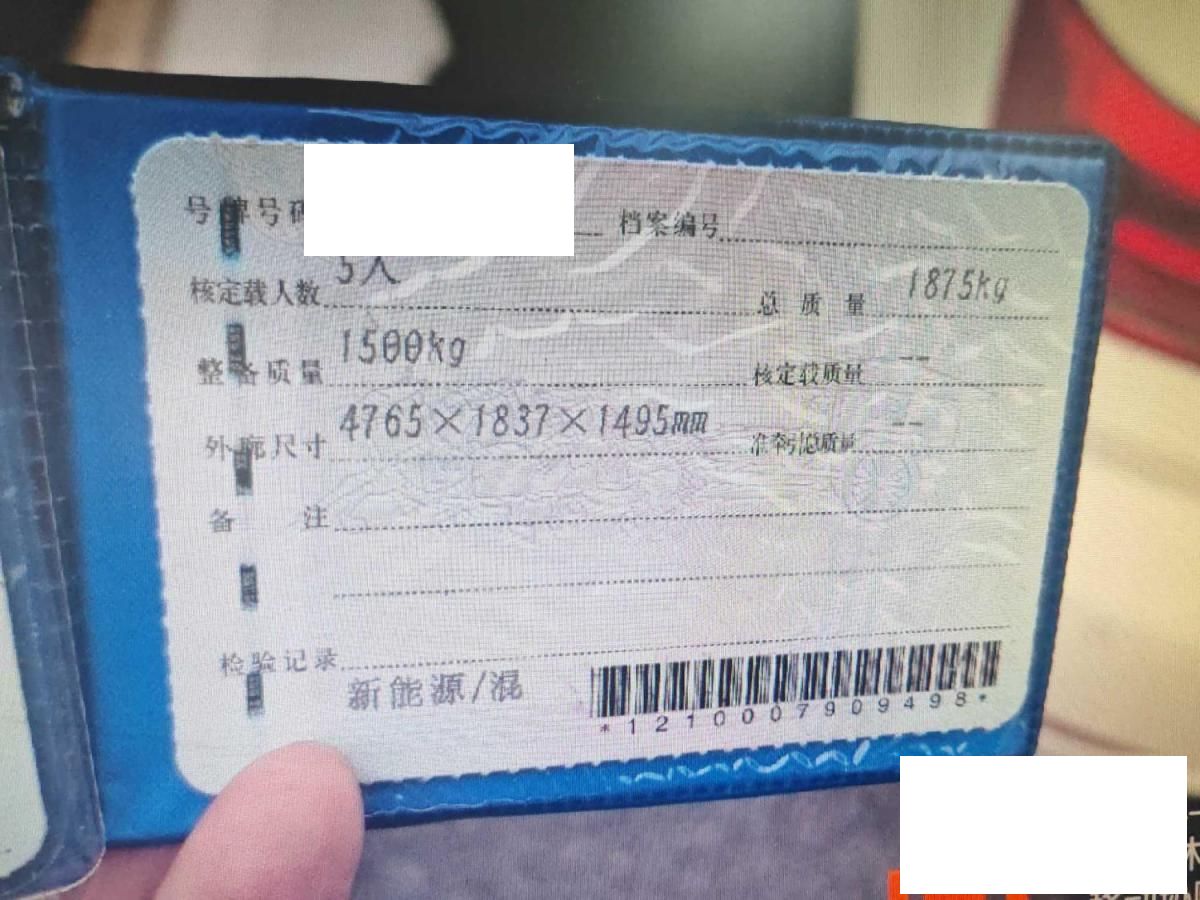 号牌号码 档案编号
核定载人数 5人 总质量 1875kg
整备质量 1500kg 核定载质量 --
外廓尺寸 4765×1837×1495mm 准牵引总质量 --
备 注
检验记录
新能源/混
*1210007909498*